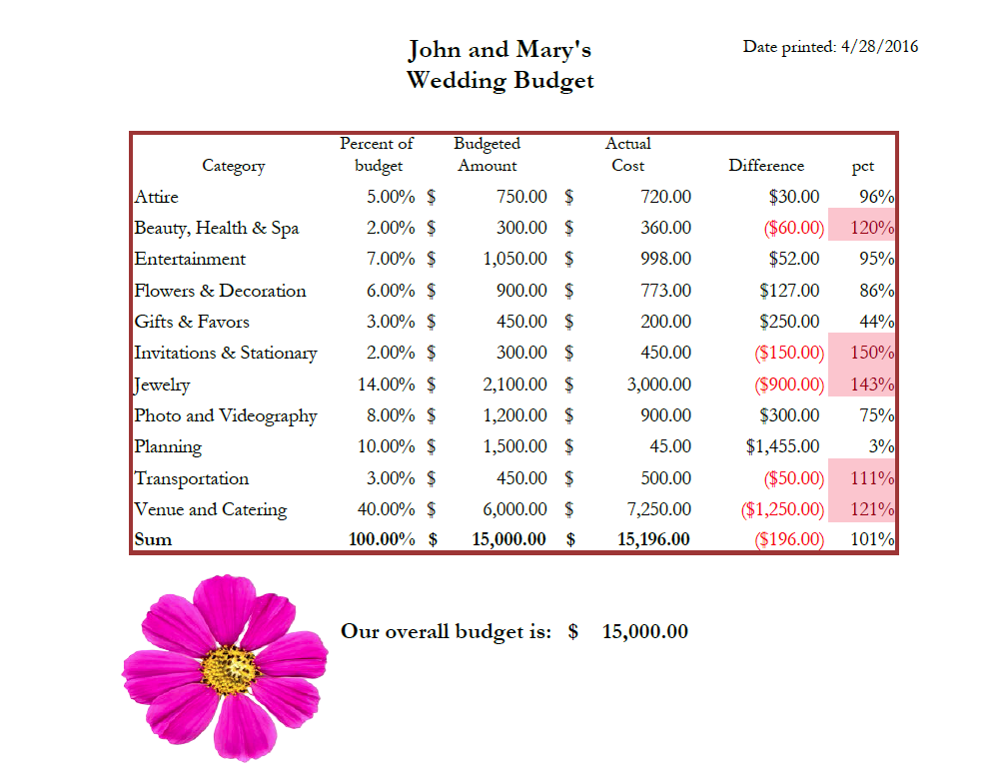 John and Mary's
Wedding Budget
Date printed: 4/28/2016
Percent of Budgeted Actual
Category budget Amount Cost Difference pct
Attire 5.00% $ 750.00 $ 720.00 $30.00 96%
Beauty, Health & Spa 2.00% $ 300.00 $ 360.00 ($60.00) 120%
Entertainment 7.00% $ 1,050.00 $ 998.00 $52.00 95%
Flowers & Decoration 6.00% $ 900.00 $ 773.00 $127.00 86%
Gifts & Favors 3.00% $ 450.00 $ 200.00 $250.00 44%
Invitations & Stationary 2.00% $ 300.00 $ 450.00 ($150.00) 150%
Jewelry 14.00% $ 2,100.00 $ 3,000.00 ($900.00) 143%
Photo and Videography 8.00% $ 1,200.00 $ 900.00 $300.00 75%
Planning 10.00% $ 1,500.00 $ 45.00 $1,455.00 3%
Transportation 3.00% $ 450.00 $ 500.00 ($50.00) 111%
Venue and Catering 40.00% $ 6,000.00 $ 7,250.00 ($1,250.00) 121%
Sum 100.00% $ 15,000.00 $ 15,196.00 ($196.00) 101%
Our overall budget is: $ 15,000.00